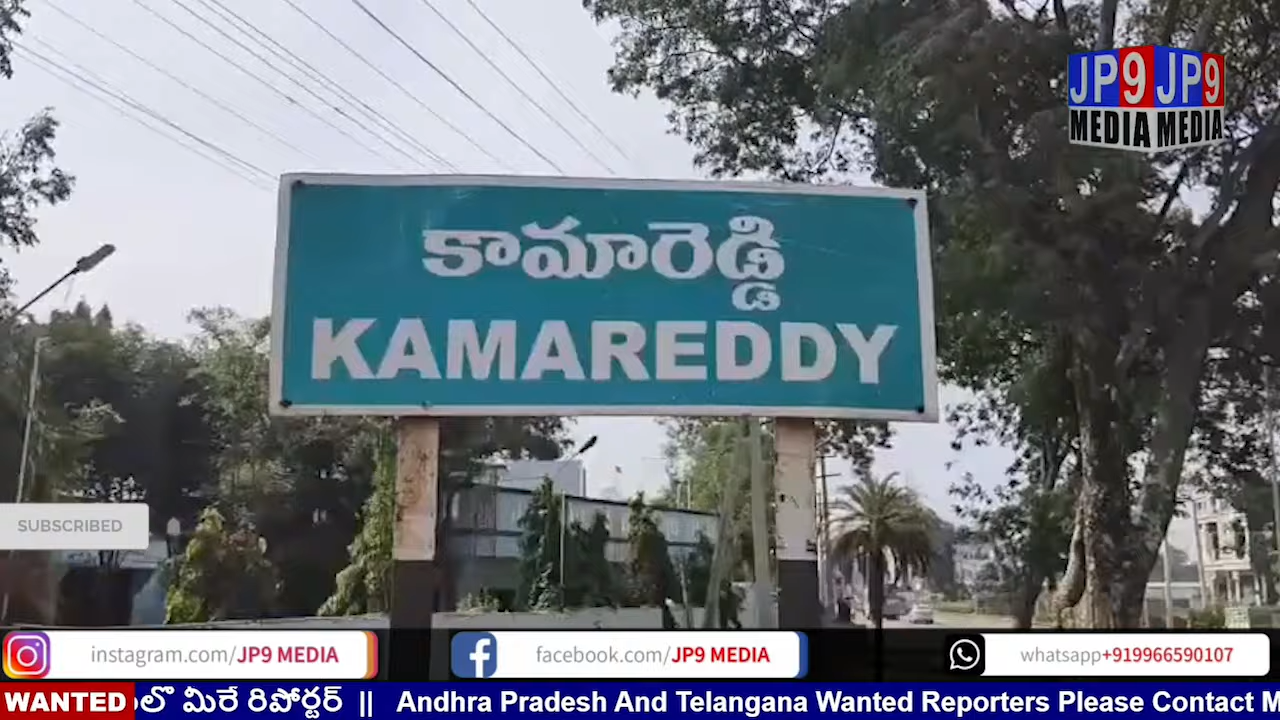 JP9 JP9
MEDIA MEDIA
కామారెడ్డి
KAMAREDDY
SUBSCRIBED
instagram.com/JP9 MEDIA
facebook.com/JP9 MEDIA
whatsapp+919966590107
WANTED లో మీరే రిపోర్టర్ || Andhra Pradesh And Telangana Wanted Reporters Please Contact M